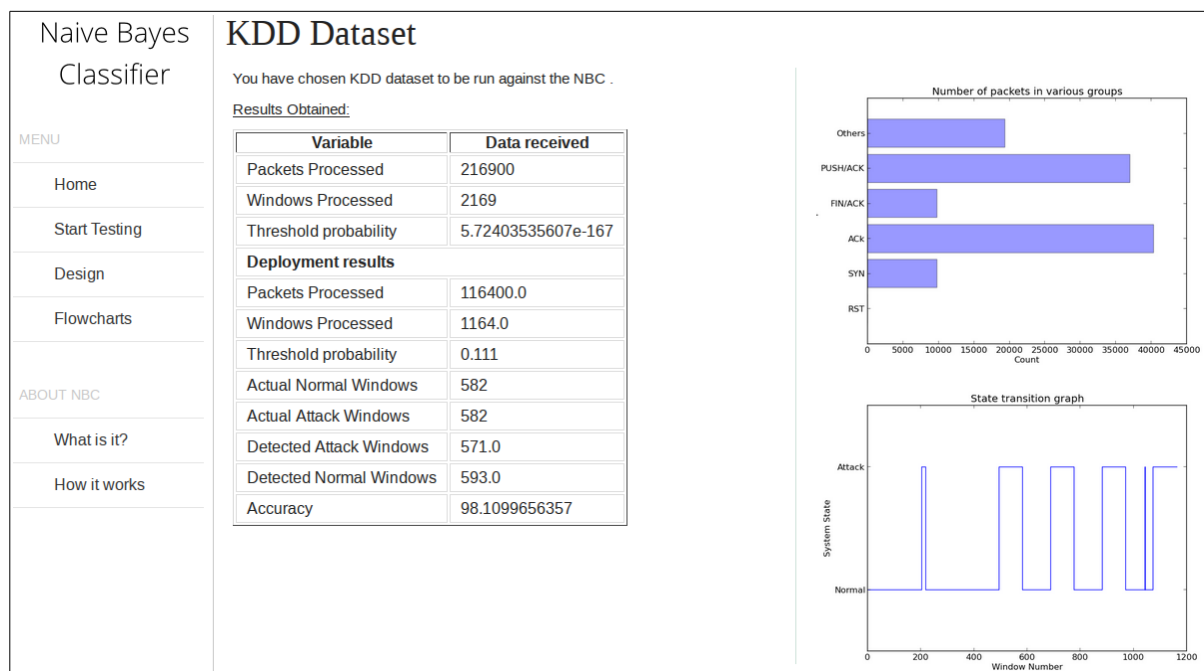 Naive Bayes
Classifier
MENU
Home
Start Testing
Design
Flowcharts
ABOUT NBC
What is it?
How it works
KDD Dataset
You have chosen KDD dataset to be run against the NBC .
Results Obtained:
Variable Data received
Packets Processed 216900
Windows Processed 2169
Threshold probability 5.72403535607e-167
Deployment results
Packets Processed 116400.0
Windows Processed 1164.0
Threshold probability 0.111
Actual Normal Windows 582
Actual Attack Windows 582
Detected Attack Windows 571.0
Detected Normal Windows 593.0
Accuracy 98.1099656357
Number of packets in various groups
Others
PUSH/ACK
FIN/ACK
ACk
SYN
RST
0 5000 10000 15000 20000 25000 30000 35000 40000 45000
Count
State transition graph
Attack
System State
Normal
0 200 400 600 800 1000 1200
Window Number